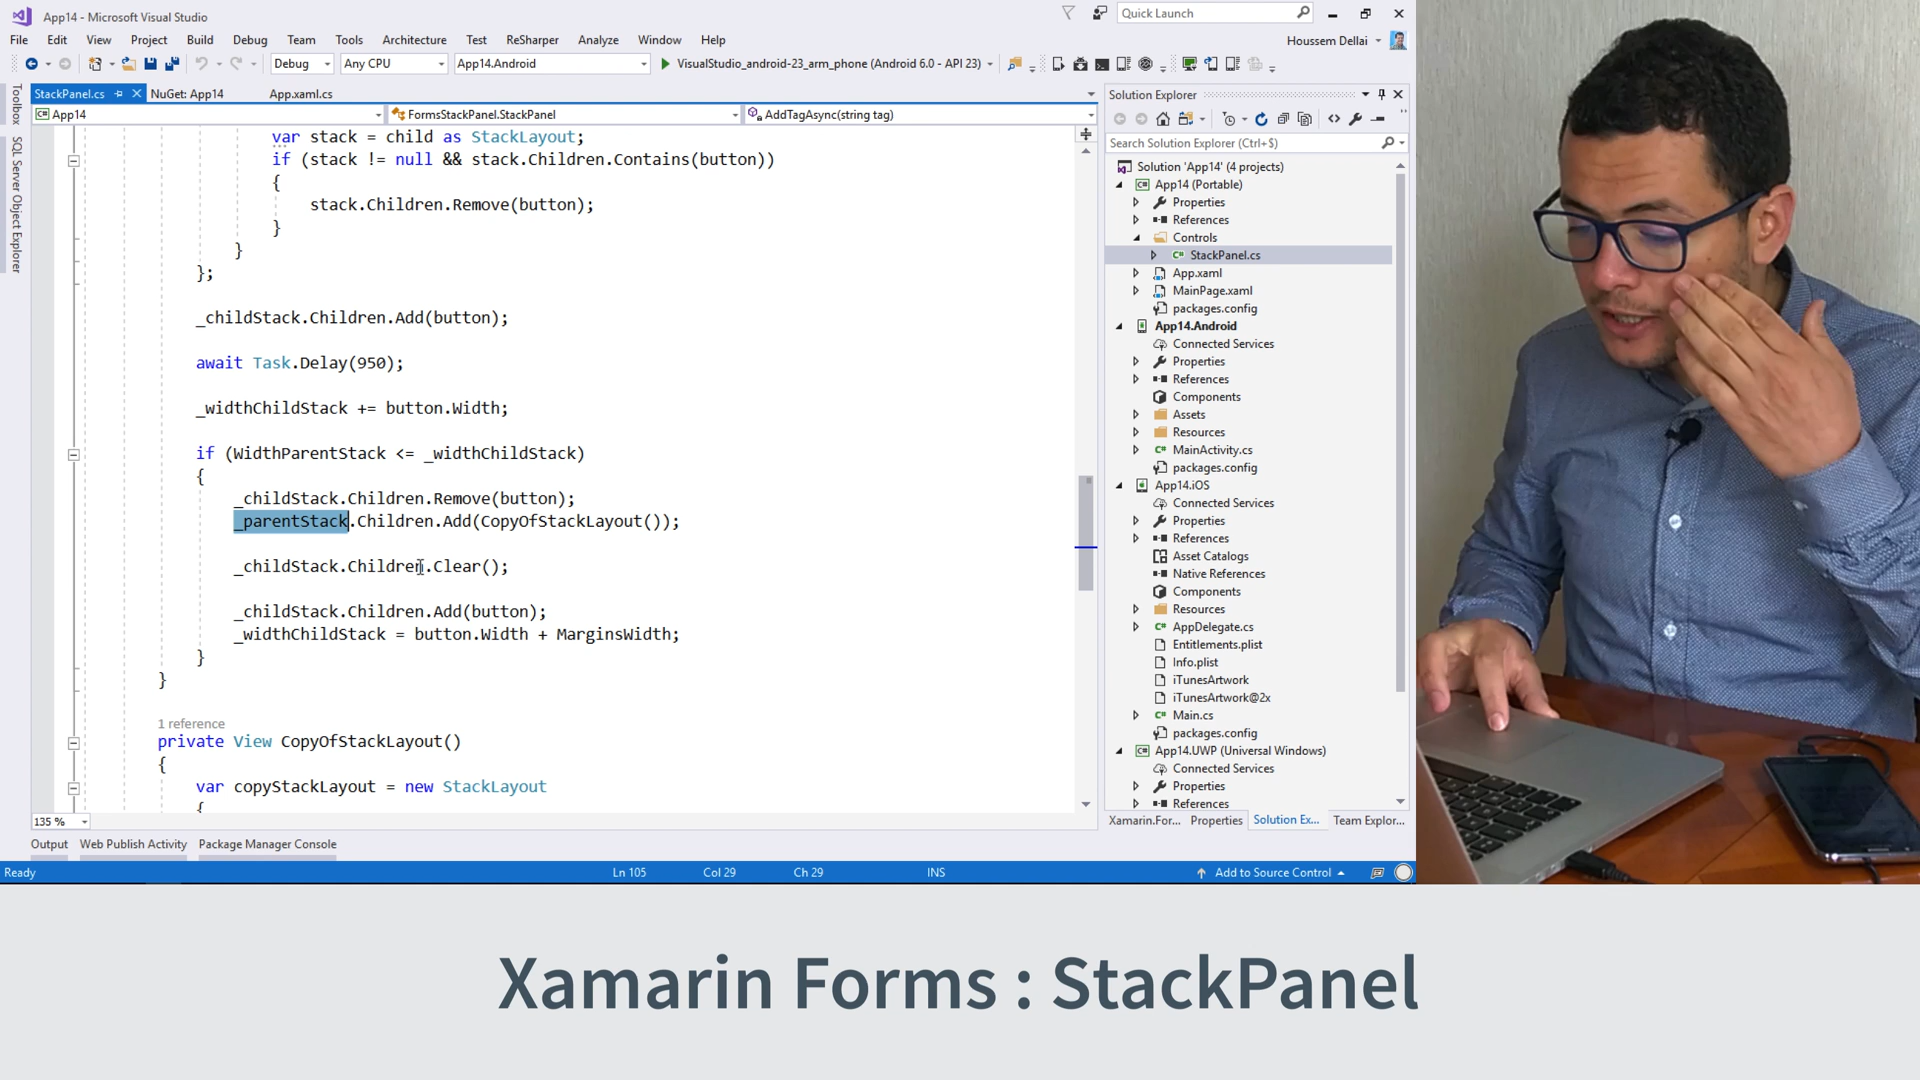 App14 - Microsoft Visual Studio
Quick Launch
File Edit View Project Build Debug Team Tools Architecture Test ReSharper Analyze Window Help
Houssem Dellai
Debug Any CPU App14.Android VisualStudio_android-23_arm_phone (Android 6.0 - API 23)
Toolbox
SQL Server Object Explorer
StackPanel.cs NuGet: App14 App.xaml.cs
App14 FormsStackPanel.StackPanel AddTagAsync(string tag)
var stack = child as StackLayout;
if (stack != null && stack.Children.Contains(button))
{
stack.Children.Remove(button);
}
}
};
_childStack.Children.Add(button);
await Task.Delay(950);
_widthChildStack += button.Width;
if (WidthParentStack <= _widthChildStack)
{
_childStack.Children.Remove(button);
_parentStack.Children.Add(CopyOfStackLayout());
_childStack.Children.Clear();
_childStack.Children.Add(button);
_widthChildStack = button.Width + MarginsWidth;
}
}
1 reference
private View CopyOfStackLayout()
{
var copyStackLayout = new StackLayout
{
135 %
Solution Explorer
Search Solution Explorer (Ctrl+$)
Solution 'App14' (4 projects)
App14 (Portable)
Properties
References
Controls
StackPanel.cs
App.xaml
MainPage.xaml
packages.config
App14.Android
Connected Services
Properties
References
Components
Assets
Resources
MainActivity.cs
packages.config
App14.iOS
Connected Services
Properties
References
Asset Catalogs
Native References
Components
Resources
AppDelegate.cs
Entitlements.plist
Info.plist
iTunesArtwork
iTunesArtwork@2x
Main.cs
packages.config
App14.UWP (Universal Windows)
Connected Services
Properties
References
Xamarin.For... Properties Solution Ex... Team Explor...
Output Web Publish Activity Package Manager Console
Ready Ln 105 Col 29 Ch 29 INS Add to Source Control
Xamarin Forms : StackPanel